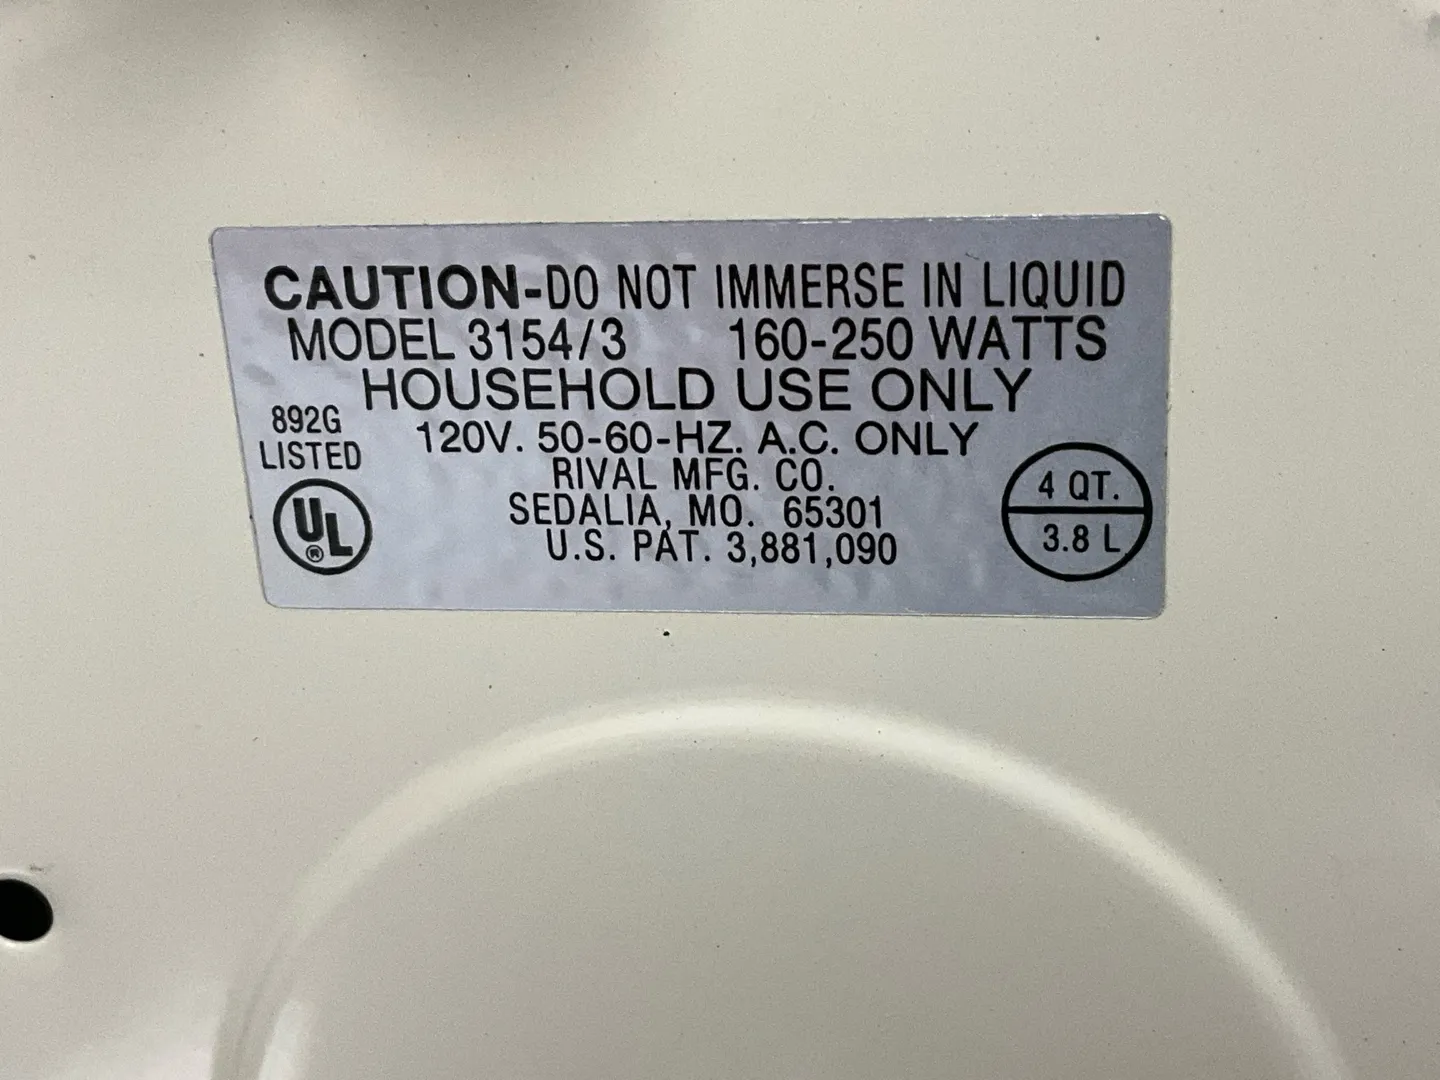 CAUTION-DO NOT IMMERSE IN LIQUID
MODEL 3154/3 160-250 WATTS
HOUSEHOLD USE ONLY
892G
LISTED
UL
®
120V. 50-60-HZ. A.C. ONLY
RIVAL MFG. CO.
SEDALIA, MO. 65301
U.S. PAT. 3,881,090
4 QT.
3.8 L